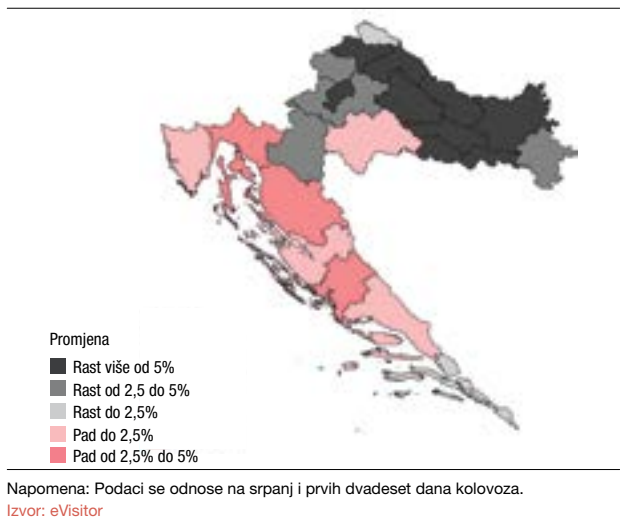 Promjena
Rast više od 5%
Rast od 2,5 do 5%
Rast do 2,5%
Pad do 2,5%
Pad od 2,5% do 5%
Napomena: Podaci se odnose na srpanj i prvih dvadeset dana kolovoza.
Izvor: eVisitor